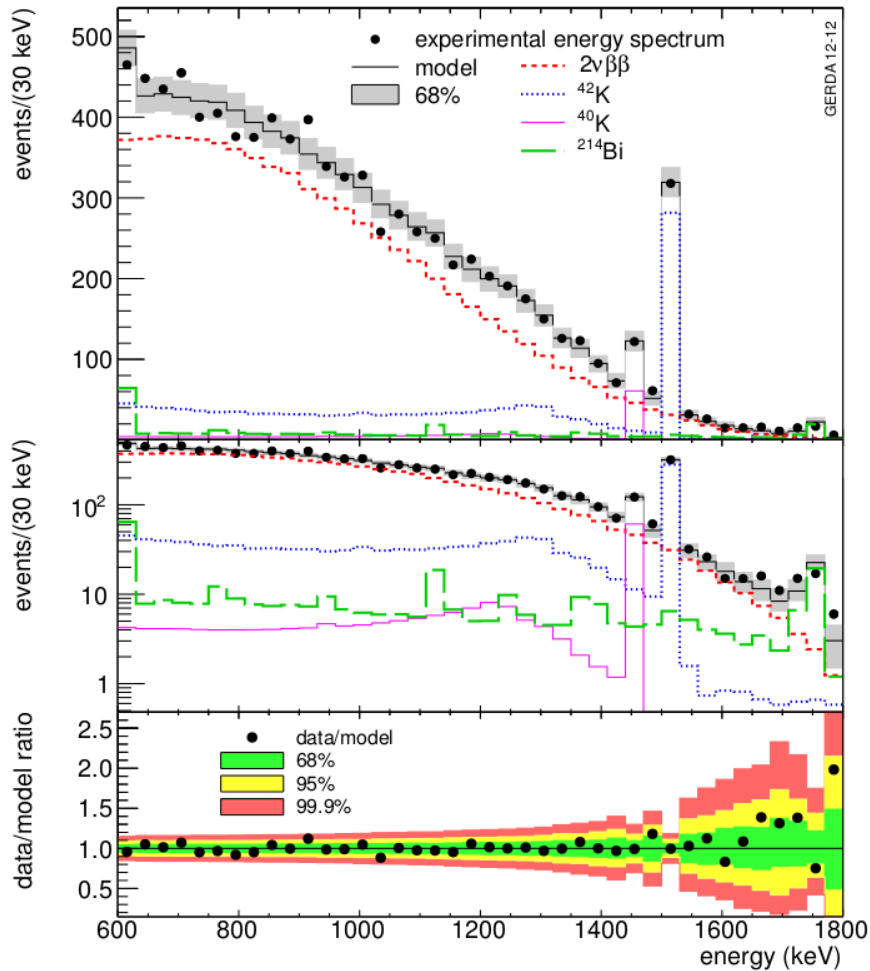 500
400
300
200
100
events/(30 keV)
experimental energy spectrum
model
68%
2νββ
⁴²K
⁴⁰K
²¹⁴Bi
GERDA 12-12
10²
10
1
events/(30 keV)
2.5
2.0
1.5
1.0
0.5
data/model ratio
data/model
68%
95%
99.9%
600 800 1000 1200 1400 1600 1800
energy (keV)